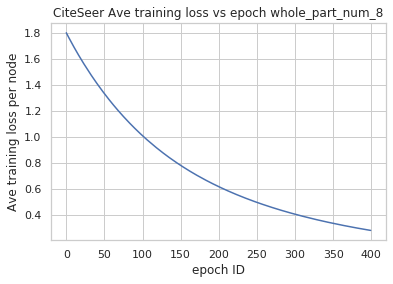 CiteSeer Ave training loss vs epoch whole_part_num_8
Ave training loss per node
1.8
1.6
1.4
1.2
1.0
0.8
0.6
0.4
0 50 100 150 200 250 300 350 400
epoch ID